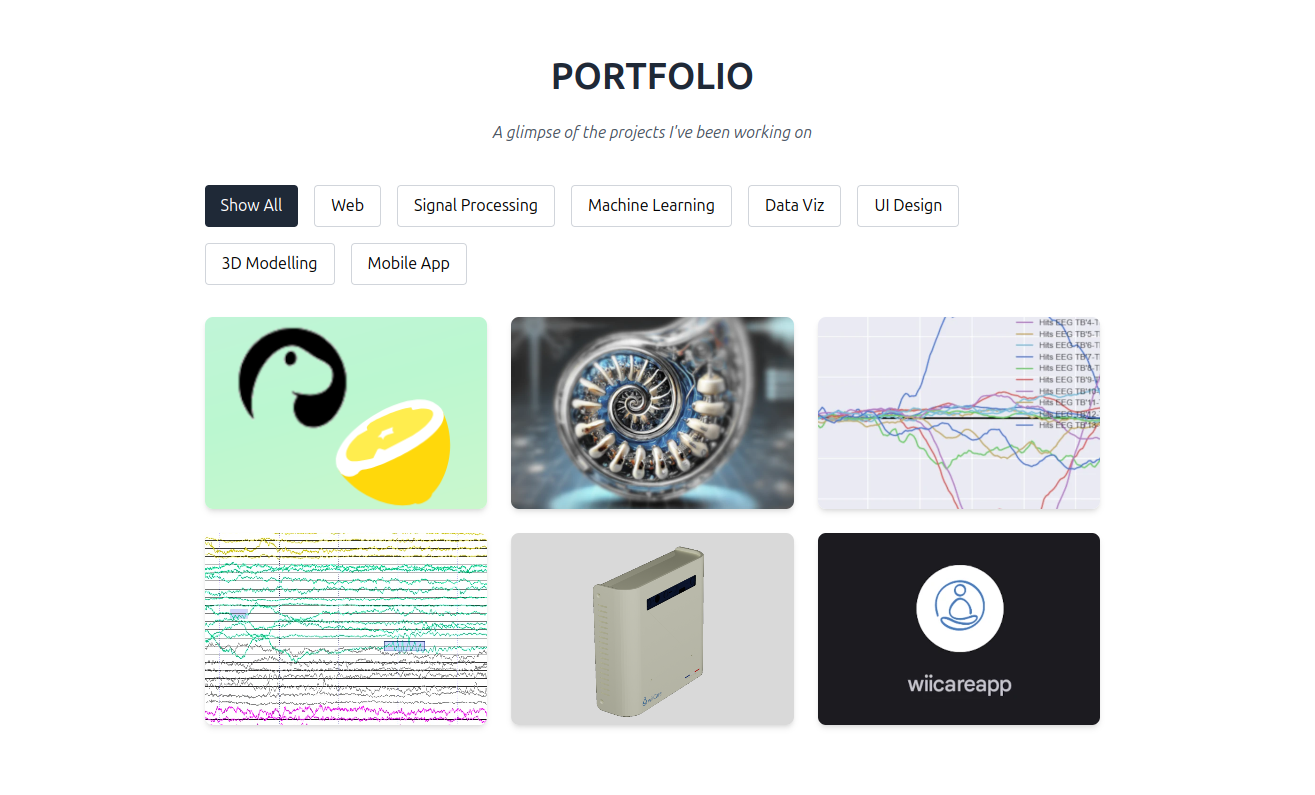 PORTFOLIO
A glimpse of the projects I've been working on
Show All
Web
Signal Processing
Machine Learning
Data Viz
UI Design
3D Modelling
Mobile App
Hits EEG TB'4-T
Hits EEG TB'5-T
Hits EEG TB'6-T
Hits EEG TB'7-T
Hits EEG TB'8-T
Hits EEG TB'9-T
Hits EEG TB'10-
Hits EEG TB'11-
Hits EEG TB'12-
Hits EEG TB'13-
wiicareapp